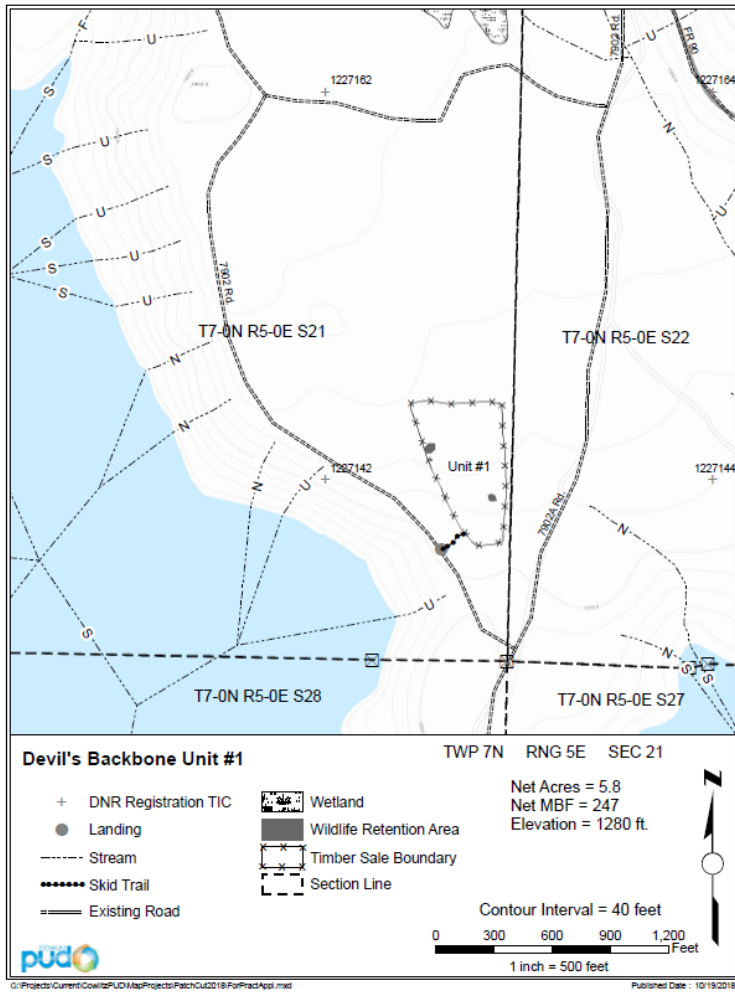 F
U
7902 Rd.
U
FR 90
S
1227162
1227164
U
N
S
U
S
U
U
S
U
S
U
7902 Rd.
T7-0N R5-0E S21
T7-0N R5-0E S22
N
N
Unit #1
1227142
1227144
N
U
7902A Rd.
N
U
S
N
S
S
T7-0N R5-0E S28
T7-0N R5-0E S27
Devil's Backbone Unit #1
TWP 7N RNG 5E SEC 21
DNR Registration TIC
Landing
Stream
Skid Trail
Existing Road
Wetland
Wildlife Retention Area
Timber Sale Boundary
Section Line
Net Acres = 5.8
Net MBF = 247
Elevation = 1280 ft.
N
Contour Interval = 40 feet
0 300 600 900 1,200
Feet
1 inch = 500 feet
COWLITZ
pud
G:\Projects\Current\CowlitzPUD\MapProjects\PatchCut2018\ForPractAppl.mxd
Published Date : 10/19/2018